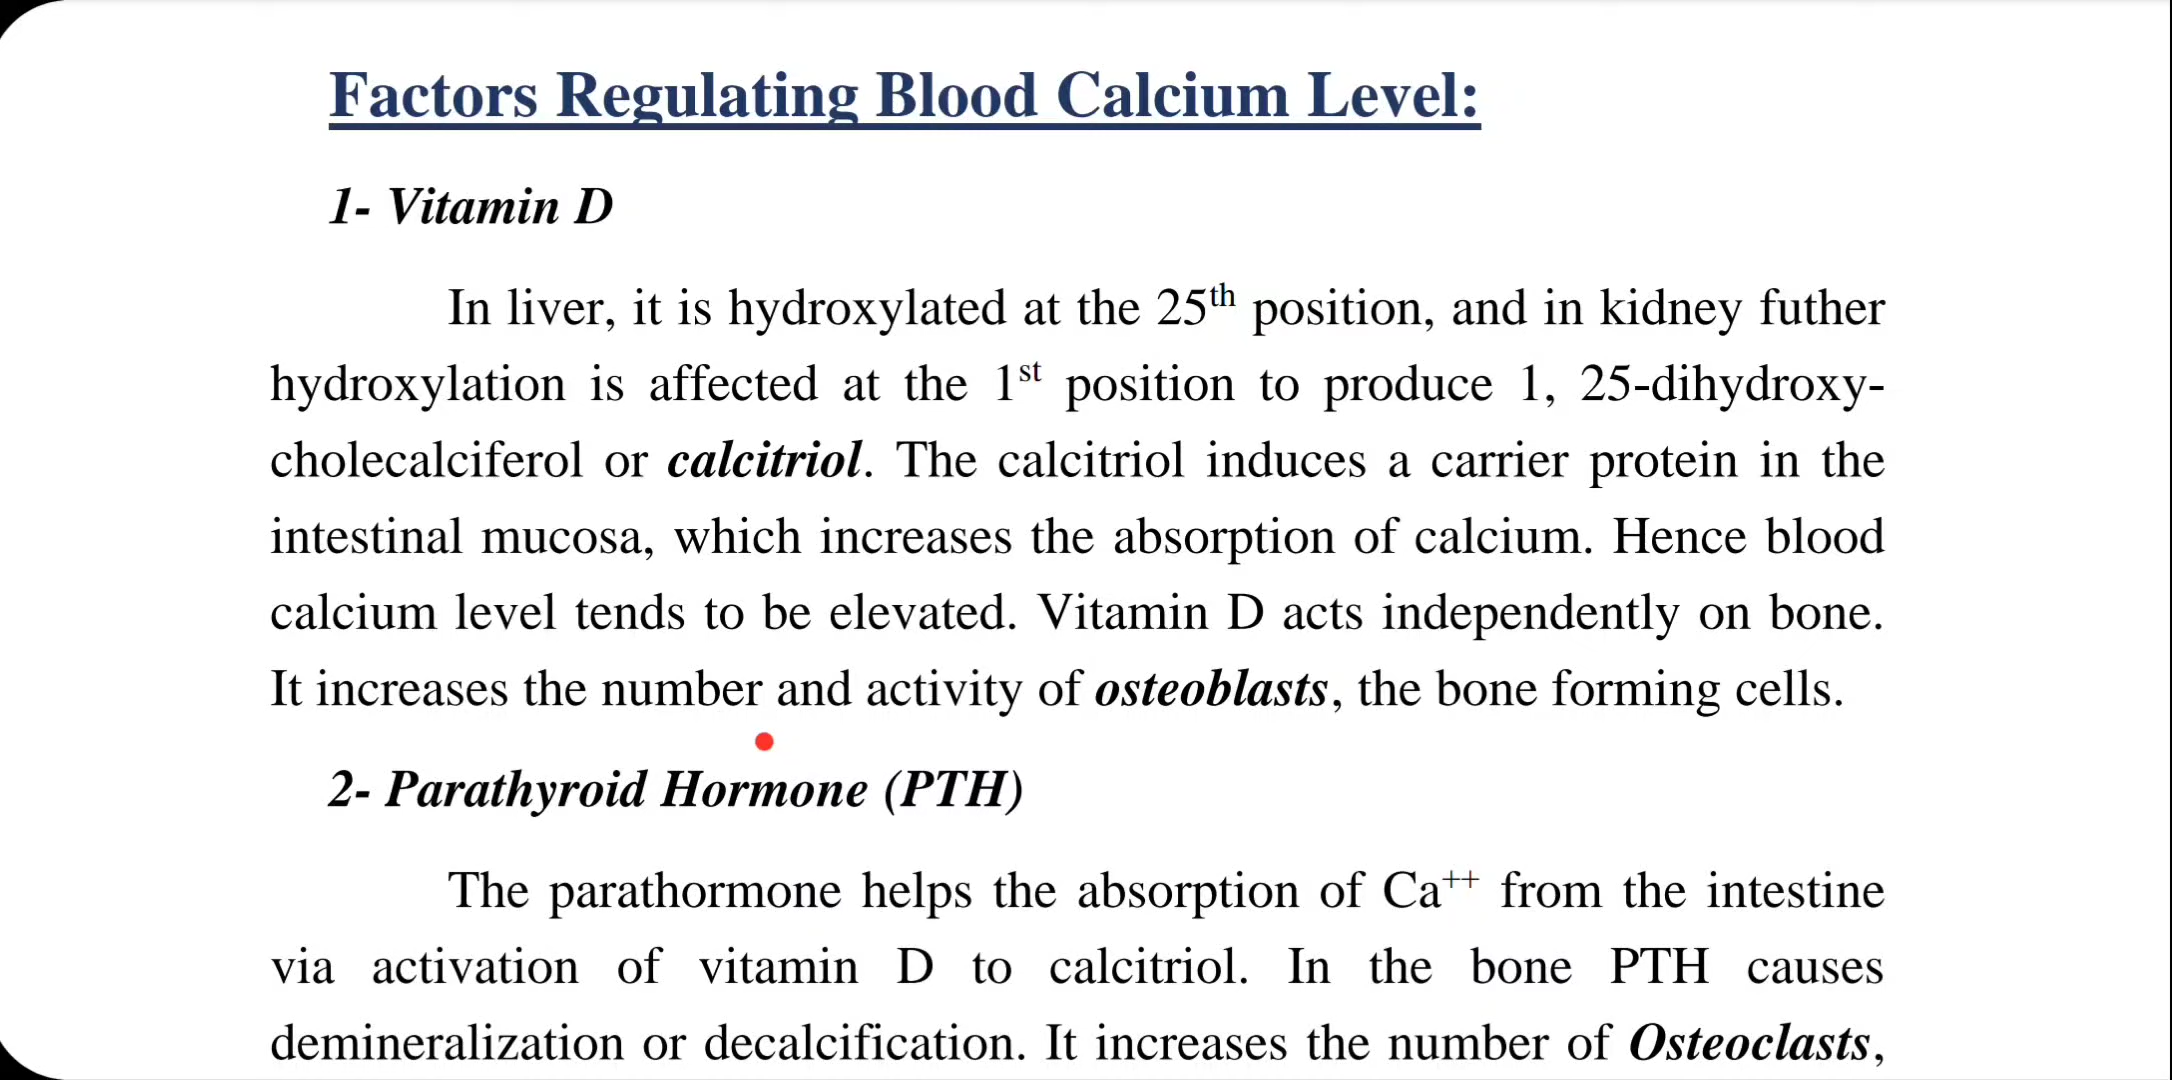 Factors Regulating Blood Calcium Level:
1- Vitamin D
In liver, it is hydroxylated at the 25th position, and in kidney futher
hydroxylation is affected at the 1st position to produce 1, 25-dihydroxy-
cholecalciferol or calcitriol. The calcitriol induces a carrier protein in the
intestinal mucosa, which increases the absorption of calcium. Hence blood
calcium level tends to be elevated. Vitamin D acts independently on bone.
It increases the number and activity of osteoblasts, the bone forming cells.
2- Parathyroid Hormone (PTH)
The parathormone helps the absorption of Ca++ from the intestine
via activation of vitamin D to calcitriol. In the bone PTH causes
demineralization or decalcification. It increases the number of Osteoclasts,